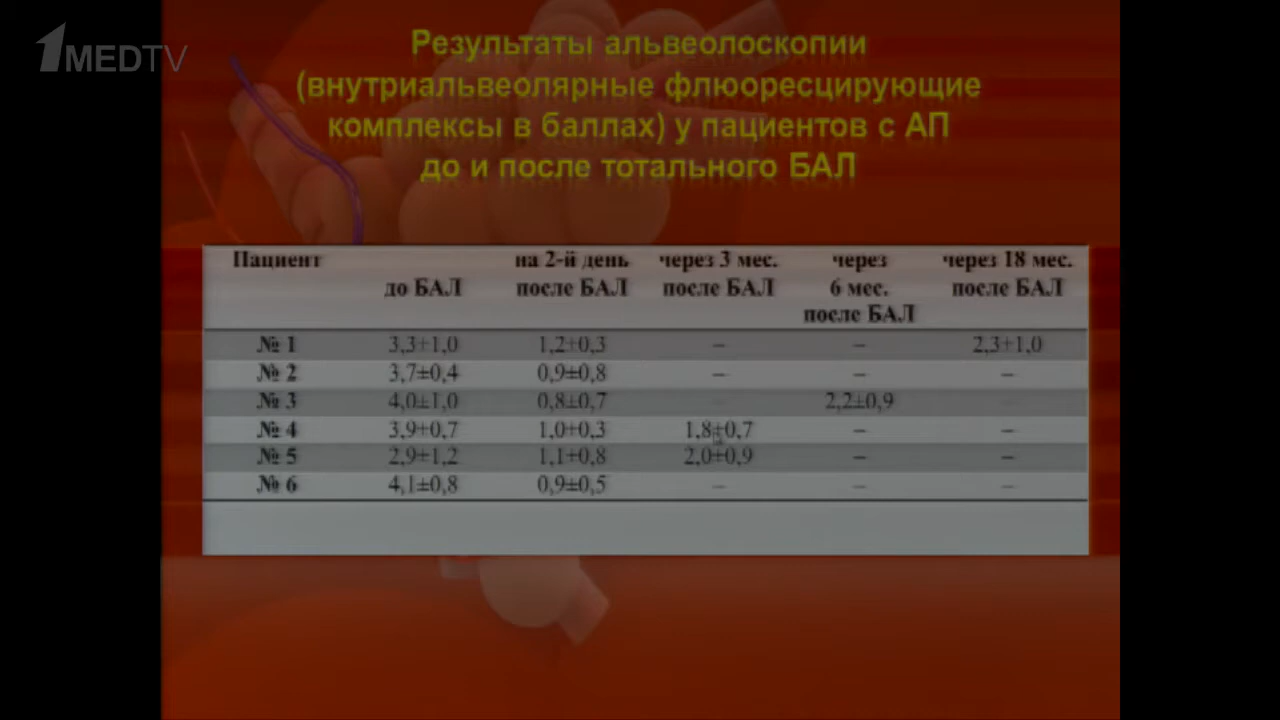 1MEDTV
Результаты альвеолоскопии
(внутриальвеолярные флюоресцирующие
комплексы в баллах) у пациентов с АП
до и после тотального БАЛ
Пациент до БАЛ на 2-й день после БАЛ через 3 мес. после БАЛ через 6 мес. после БАЛ через 18 мес. после БАЛ
№ 1 3,3±1,0 1,2±0,3 – – 2,3±1,0
№ 2 3,7±0,4 0,9±0,8 – – –
№ 3 4,0±1,0 0,8±0,7 – 2,2±0,9 –
№ 4 3,9±0,7 1,0±0,3 1,8±0,7 – –
№ 5 2,9±1,2 1,1±0,8 2,0±0,9 – –
№ 6 4,1±0,8 0,9±0,5 – – –